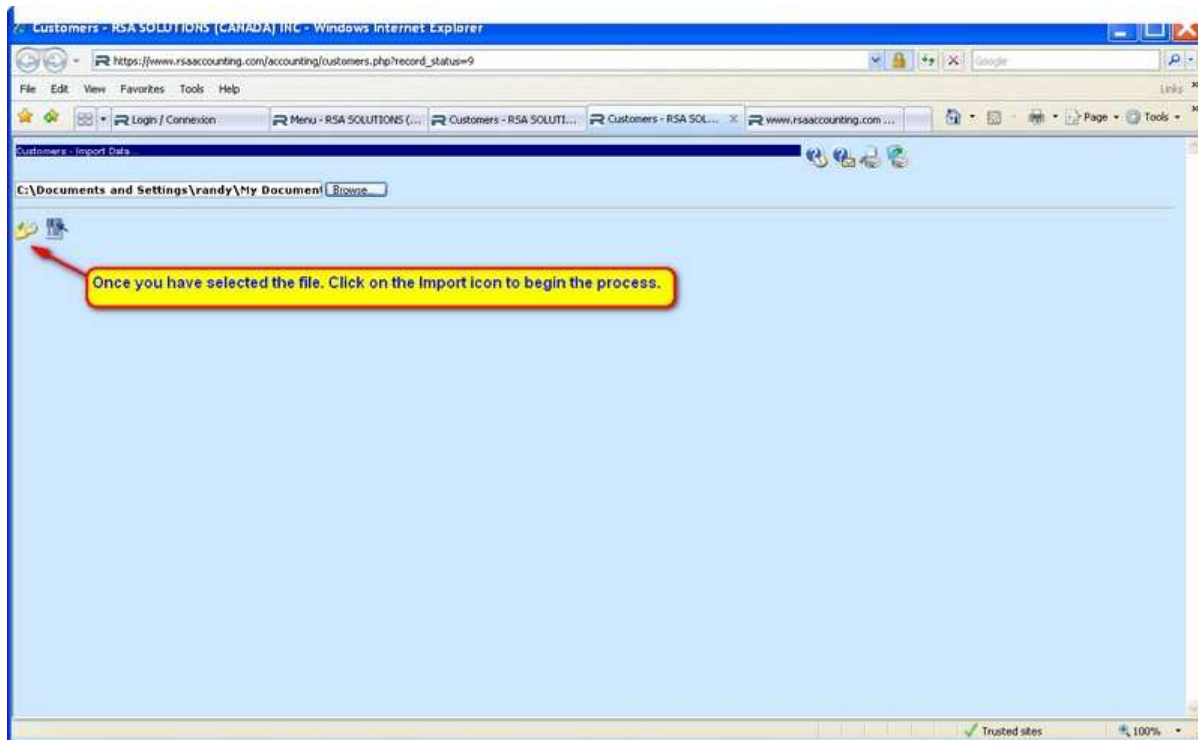 Customers - RSA SOLUTIONS (CANADA) INC - Windows Internet Explorer
https://www.rsaaccounting.com/accounting/customers.php?record_status=9
Google
File Edit View Favorites Tools Help
Links
Login / Connexion
Menu - RSA SOLUTIONS (...
Customers - RSA SOLUTI...
Customers - RSA SOL...
www.rsaaccounting.com ...
Page
Tools
Customers - Import Data
C:\Documents and Settings\randy\My Document
Browse...
Once you have selected the file. Click on the Import icon to begin the process.
Trusted sites
100%